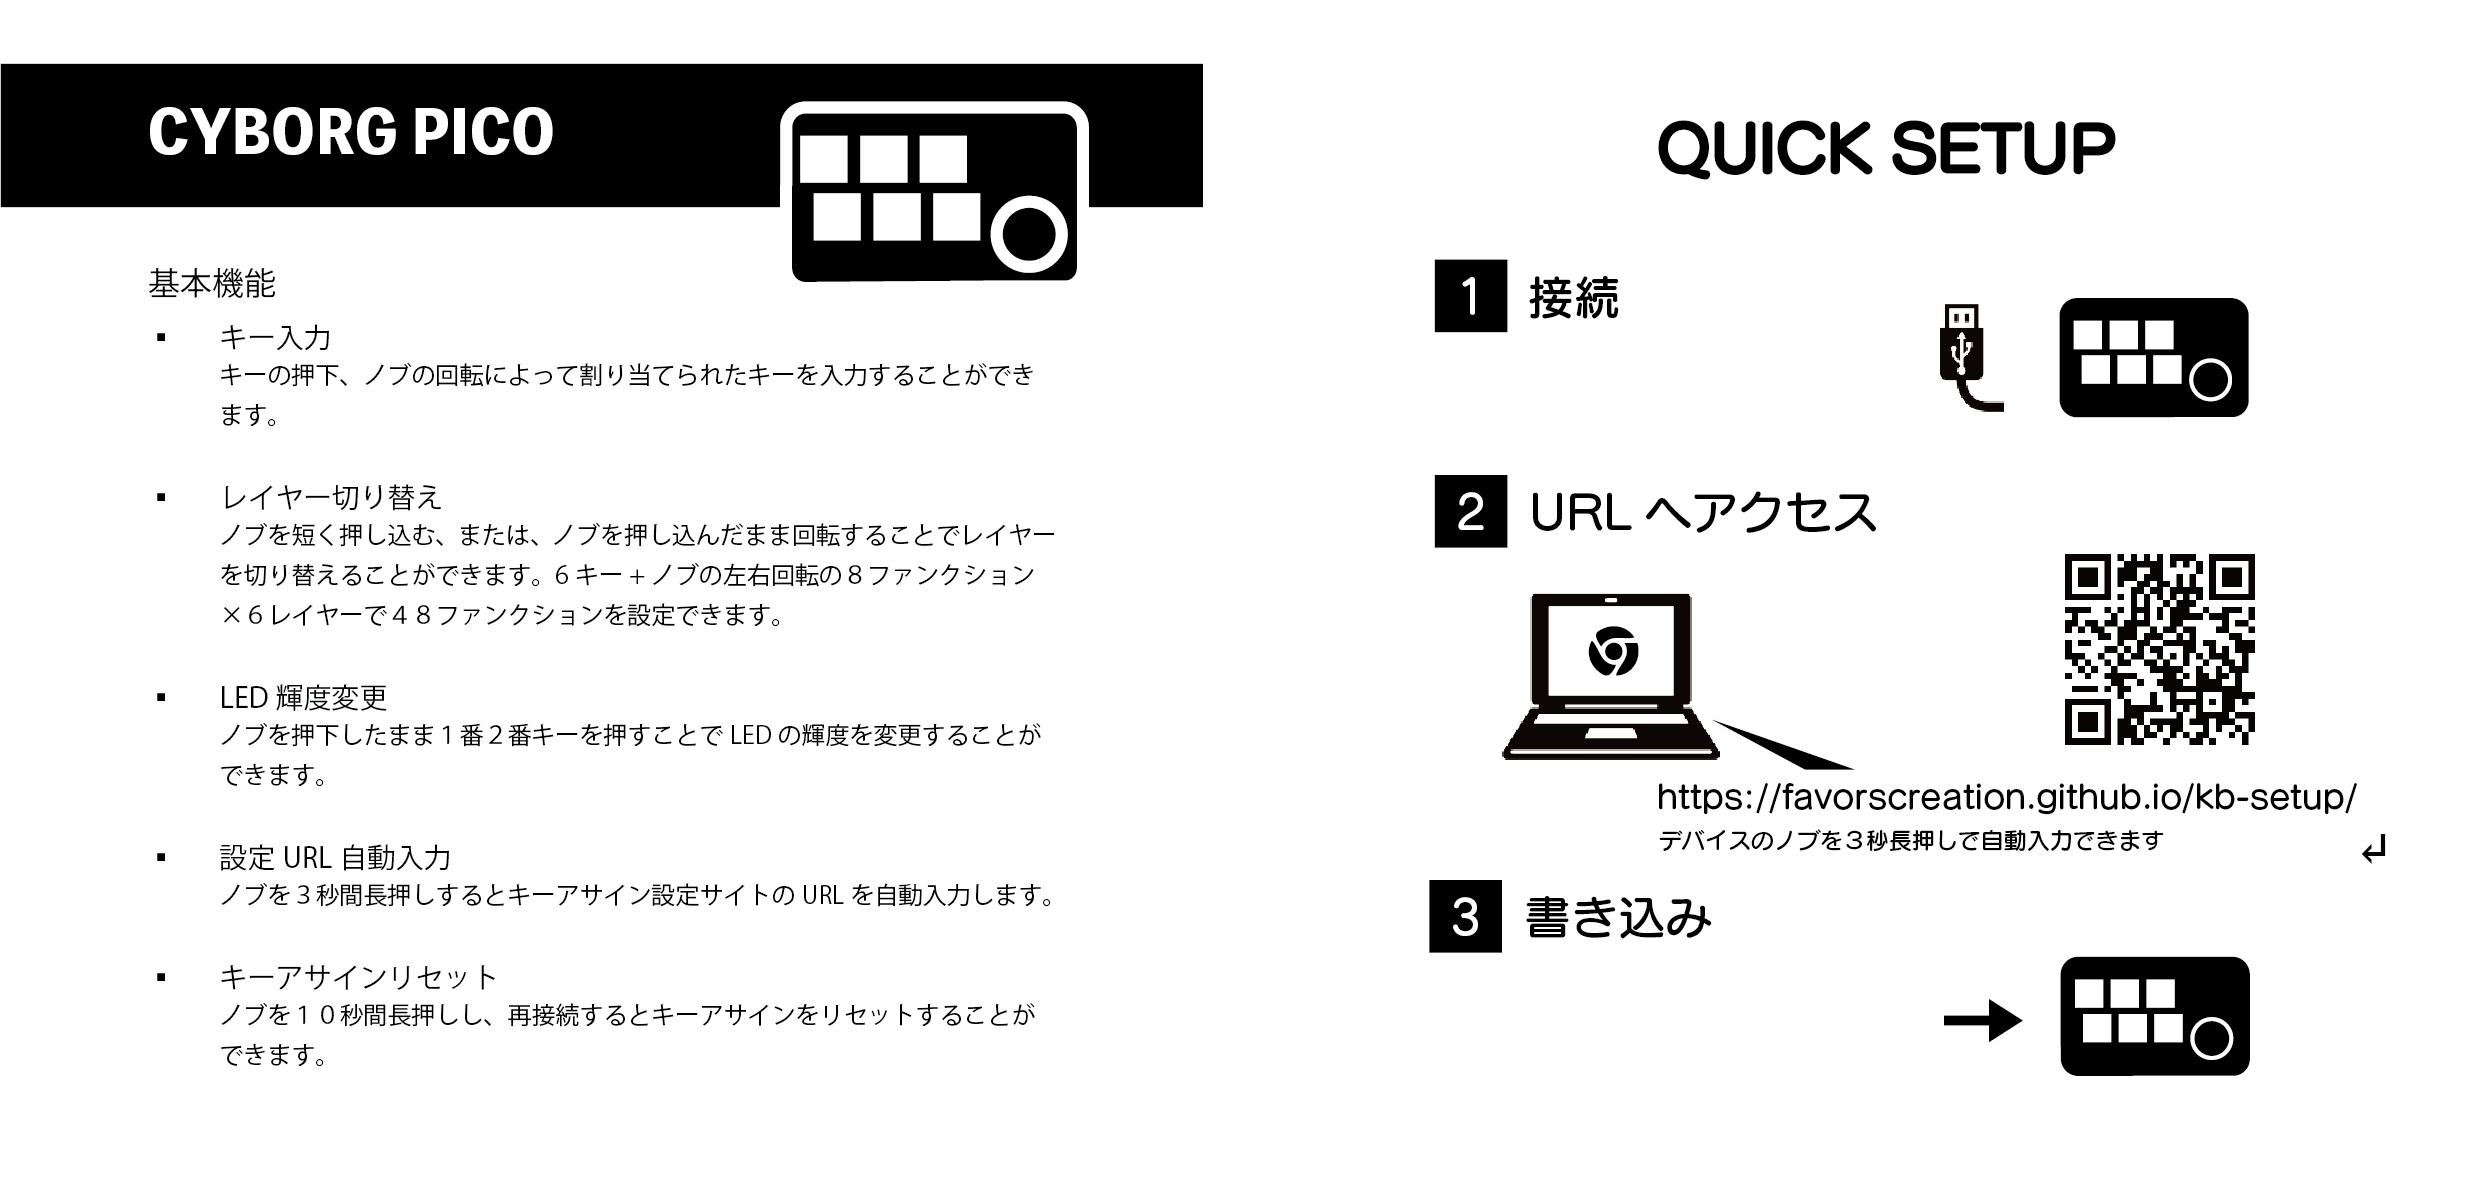 CYBORG PICO
基本機能
▪ キー入力
キーの押下、ノブの回転によって割り当てられたキーを入力することができ
ます。
▪ レイヤー切り替え
ノブを短く押し込む、または、ノブを押し込んだまま回転することでレイヤー
を切り替えることができます。6キー+ノブの左右回転の8ファンクション
×6レイヤーで48ファンクションを設定できます。
▪ LED 輝度変更
ノブを押下したまま1番2番キーを押すことで LED の輝度を変更することが
できます。
▪ 設定 URL 自動入力
ノブを3秒間長押しするとキーアサイン設定サイトの URL を自動入力します。
▪ キーアサインリセット
ノブを10秒間長押しし、再接続するとキーアサインをリセットすることが
できます。
QUICK SETUP
1 接続
2 URL へアクセス
https://favorscreation.github.io/kb-setup/
デバイスのノブを3秒長押しで自動入力できます
↵
3 書き込み